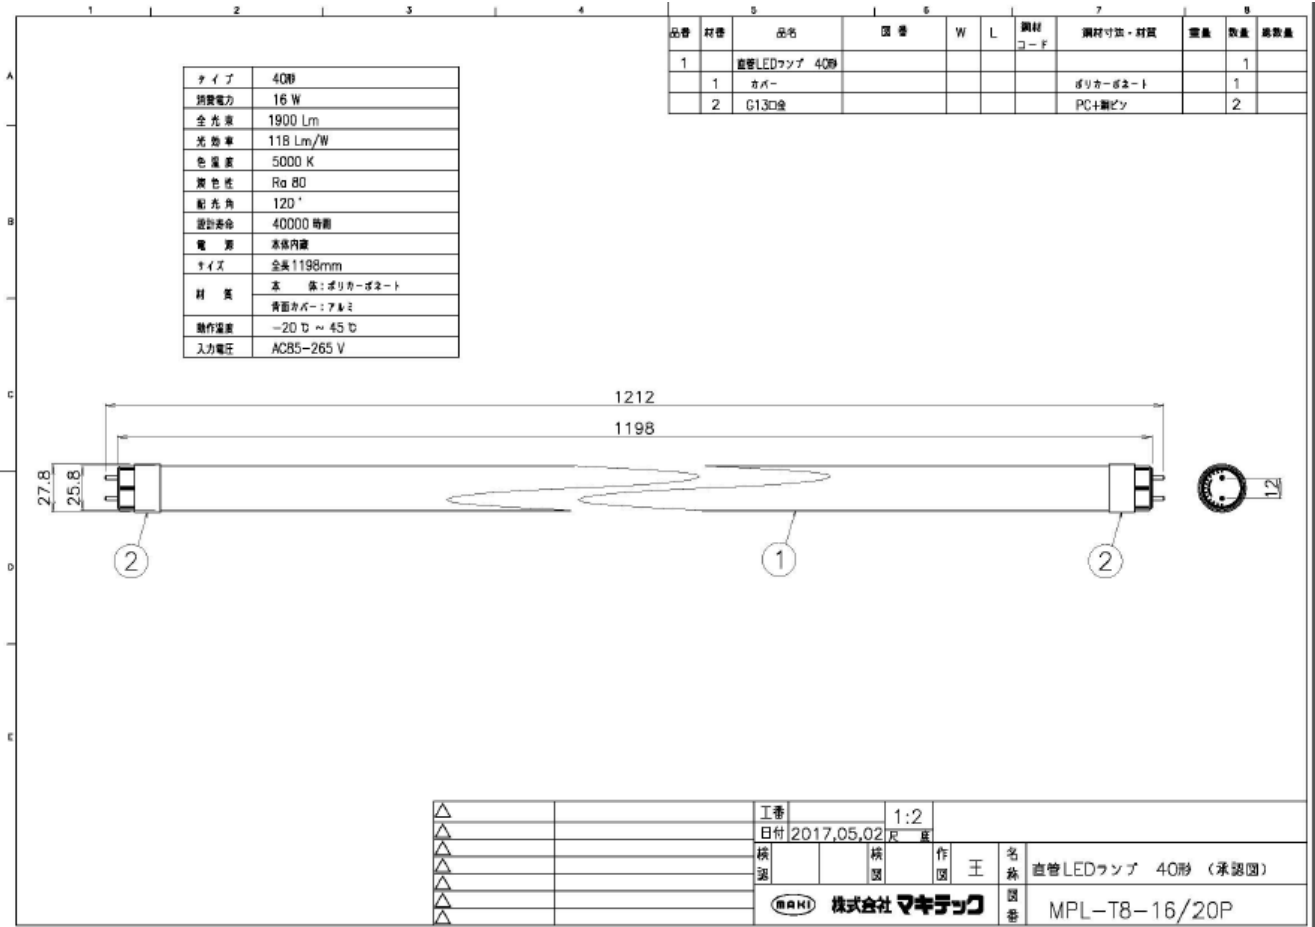 1 2 3 4 5 6 7 8
品番 材番 品名 図番 W L 鋼材コード 鋼材寸法・材質 重量 数量 総数量
1 直管LEDランプ 40形 1
1 カバー ポリカーボネート 1
2 G13口金 PC+銅ピン 2
A
B
C
D
E
タイプ 40形
消費電力 16 W
全光束 1900 Lm
光効率 118 Lm/W
色温度 5000 K
演色性 Ra 80
配光角 120°
設計寿命 40000 時間
電源 本体内蔵
サイズ 全長1198mm
材質 本体:ポリカーボネート
背面カバー:アルミ
動作温度 -20℃ ~ 45℃
入力電圧 AC85-265 V
1212
1198
27.8
25.8
12
2 1 2
工番 1:2
日付 2017,05,02 尺度
検認 検図 作図 王 名称 直管LEDランプ 40形 (承認図)
MAKI 株式会社 マキテック 図番 MPL-T8-16/20P